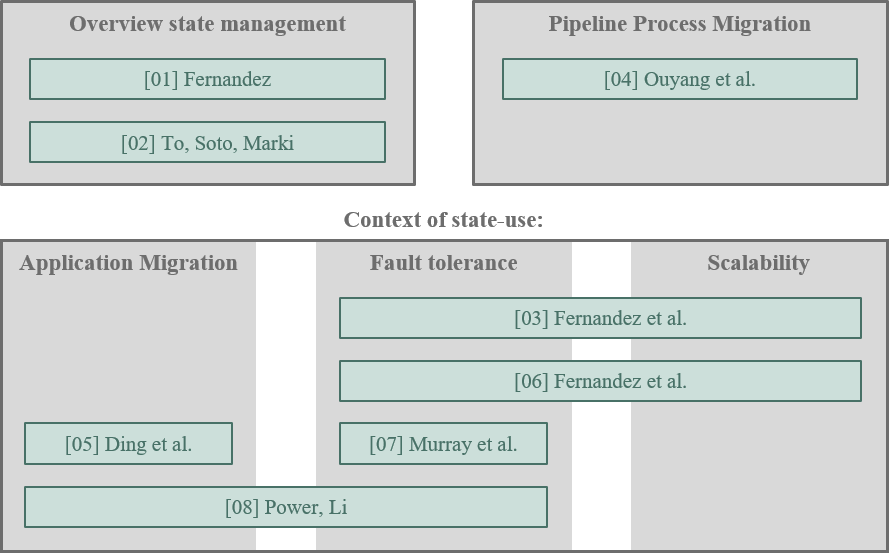 Overview state management
[01] Fernandez
[02] To, Soto, Marki
Pipeline Process Migration
[04] Ouyang et al.
Context of state-use:
Application Migration
Fault tolerance
Scalability
[03] Fernandez et al.
[06] Fernandez et al.
[05] Ding et al.
[07] Murray et al.
[08] Power, Li